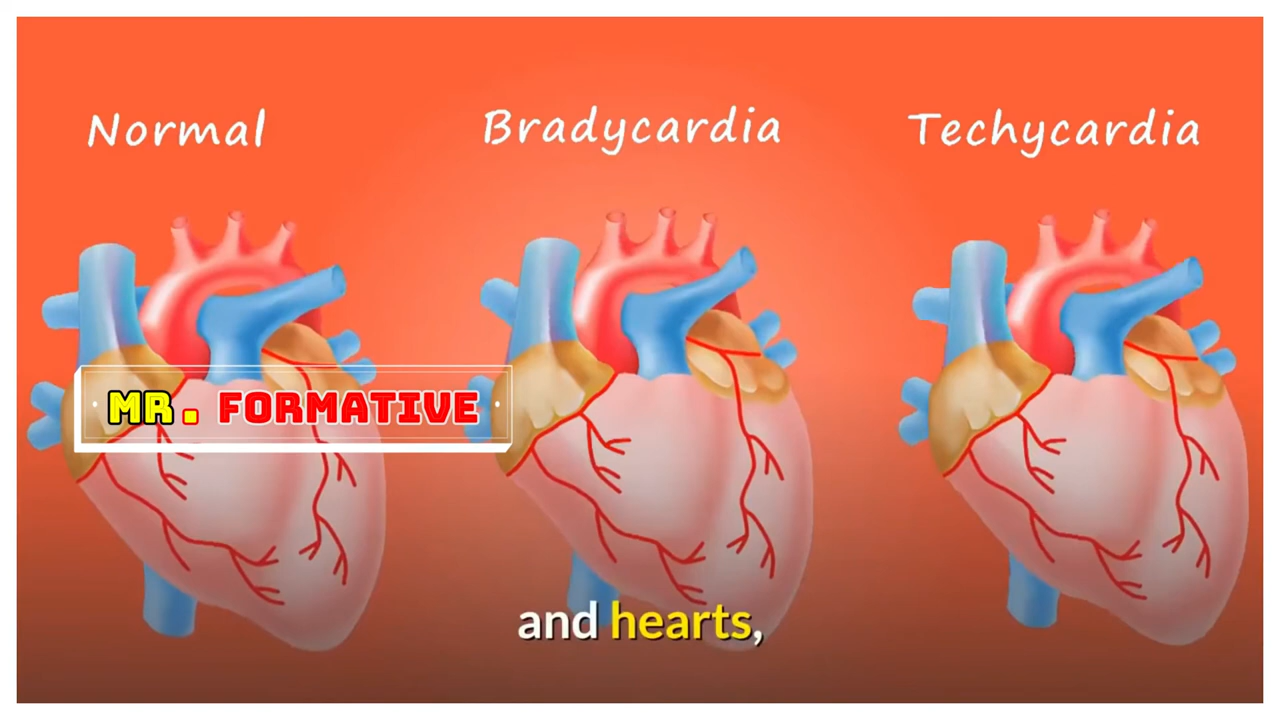 Normal
Bradycardia
Techycardia
MR. FORMATIVE
and hearts,